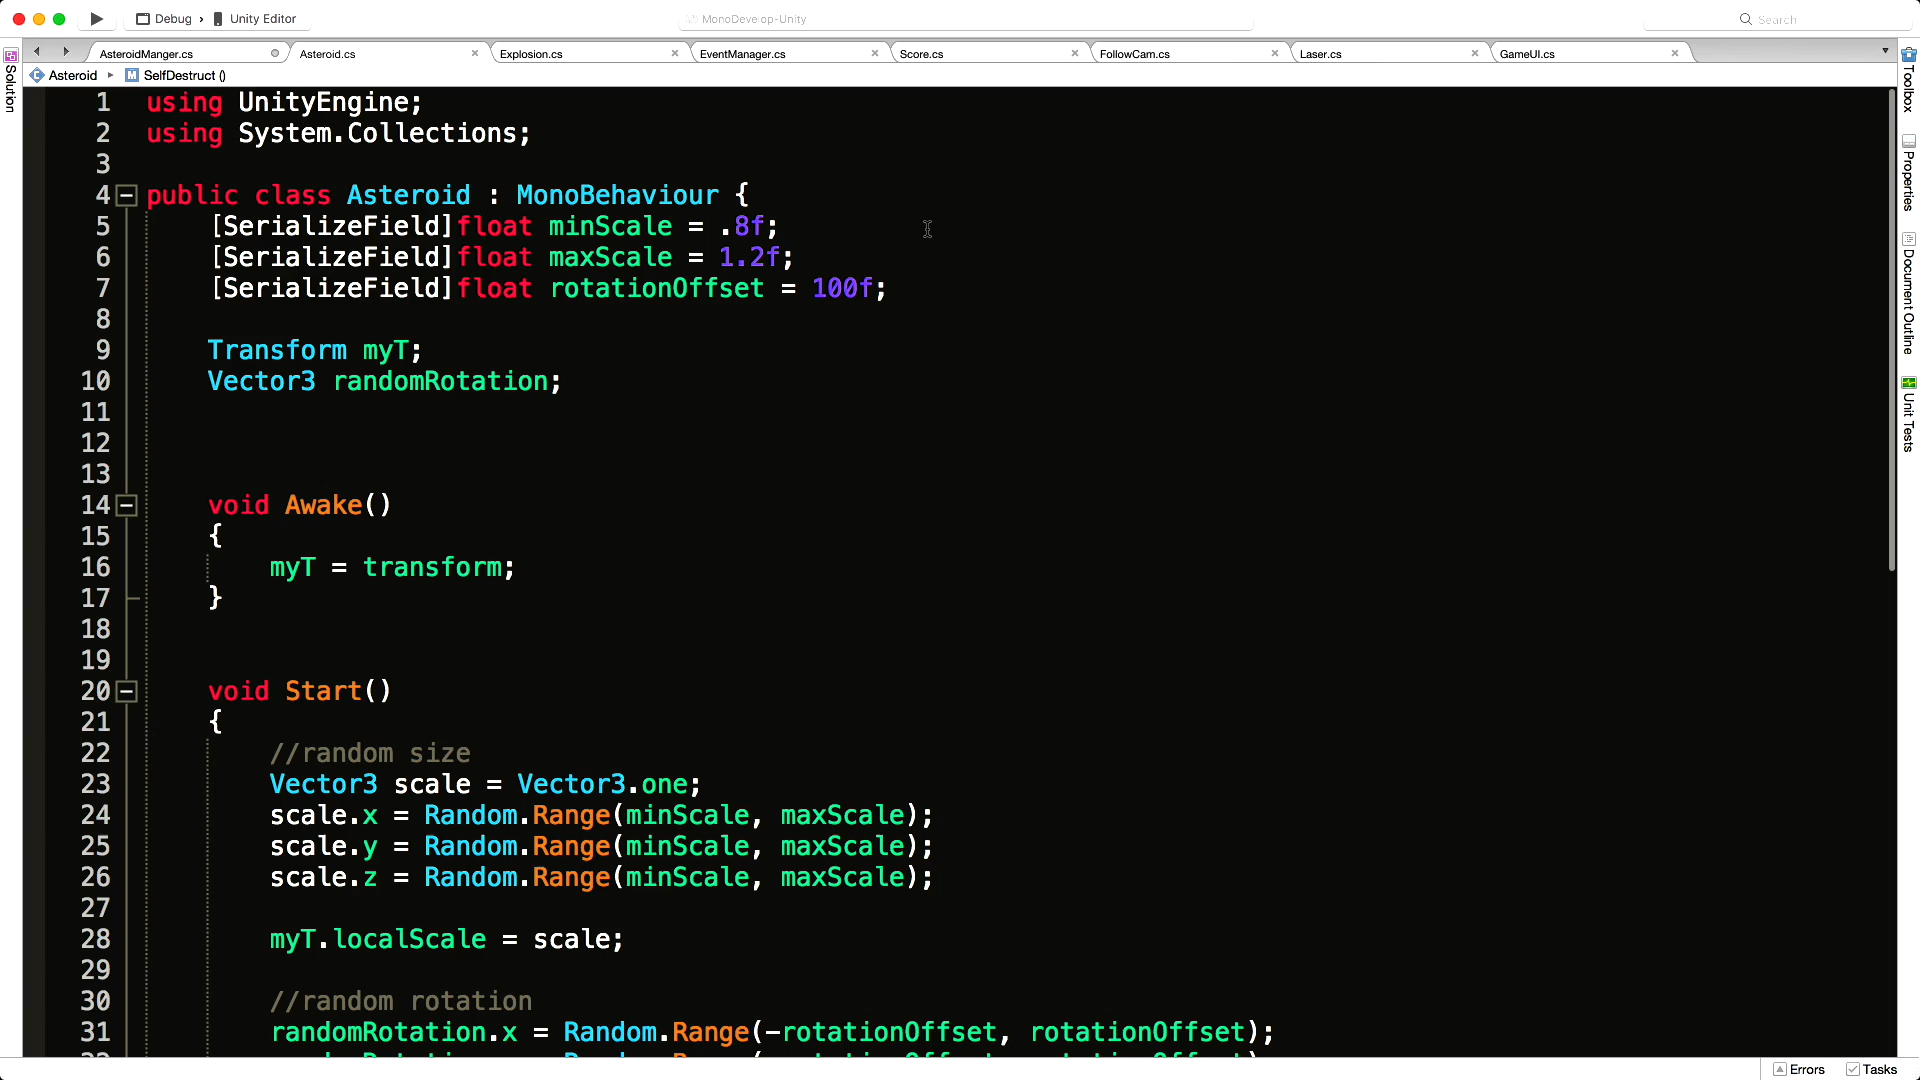 Debug › Unity Editor
MonoDevelop-Unity
Search
AsteroidManger.cs
Asteroid.cs
Explosion.cs
EventManager.cs
Score.cs
FollowCam.cs
Laser.cs
GameUI.cs
Asteroid ▸ M SelfDestruct ()
Solution
Toolbox
Properties
Document Outline
Unit Tests
1 using UnityEngine;
2 using System.Collections;
3
4 public class Asteroid : MonoBehaviour {
5 [SerializeField]float minScale = .8f;
6 [SerializeField]float maxScale = 1.2f;
7 [SerializeField]float rotationOffset = 100f;
8
9 Transform myT;
10 Vector3 randomRotation;
11
12
13
14 void Awake()
15 {
16 myT = transform;
17 }
18
19
20 void Start()
21 {
22 //random size
23 Vector3 scale = Vector3.one;
24 scale.x = Random.Range(minScale, maxScale);
25 scale.y = Random.Range(minScale, maxScale);
26 scale.z = Random.Range(minScale, maxScale);
27
28 myT.localScale = scale;
29
30 //random rotation
31 randomRotation.x = Random.Range(-rotationOffset, rotationOffset);
Errors
Tasks